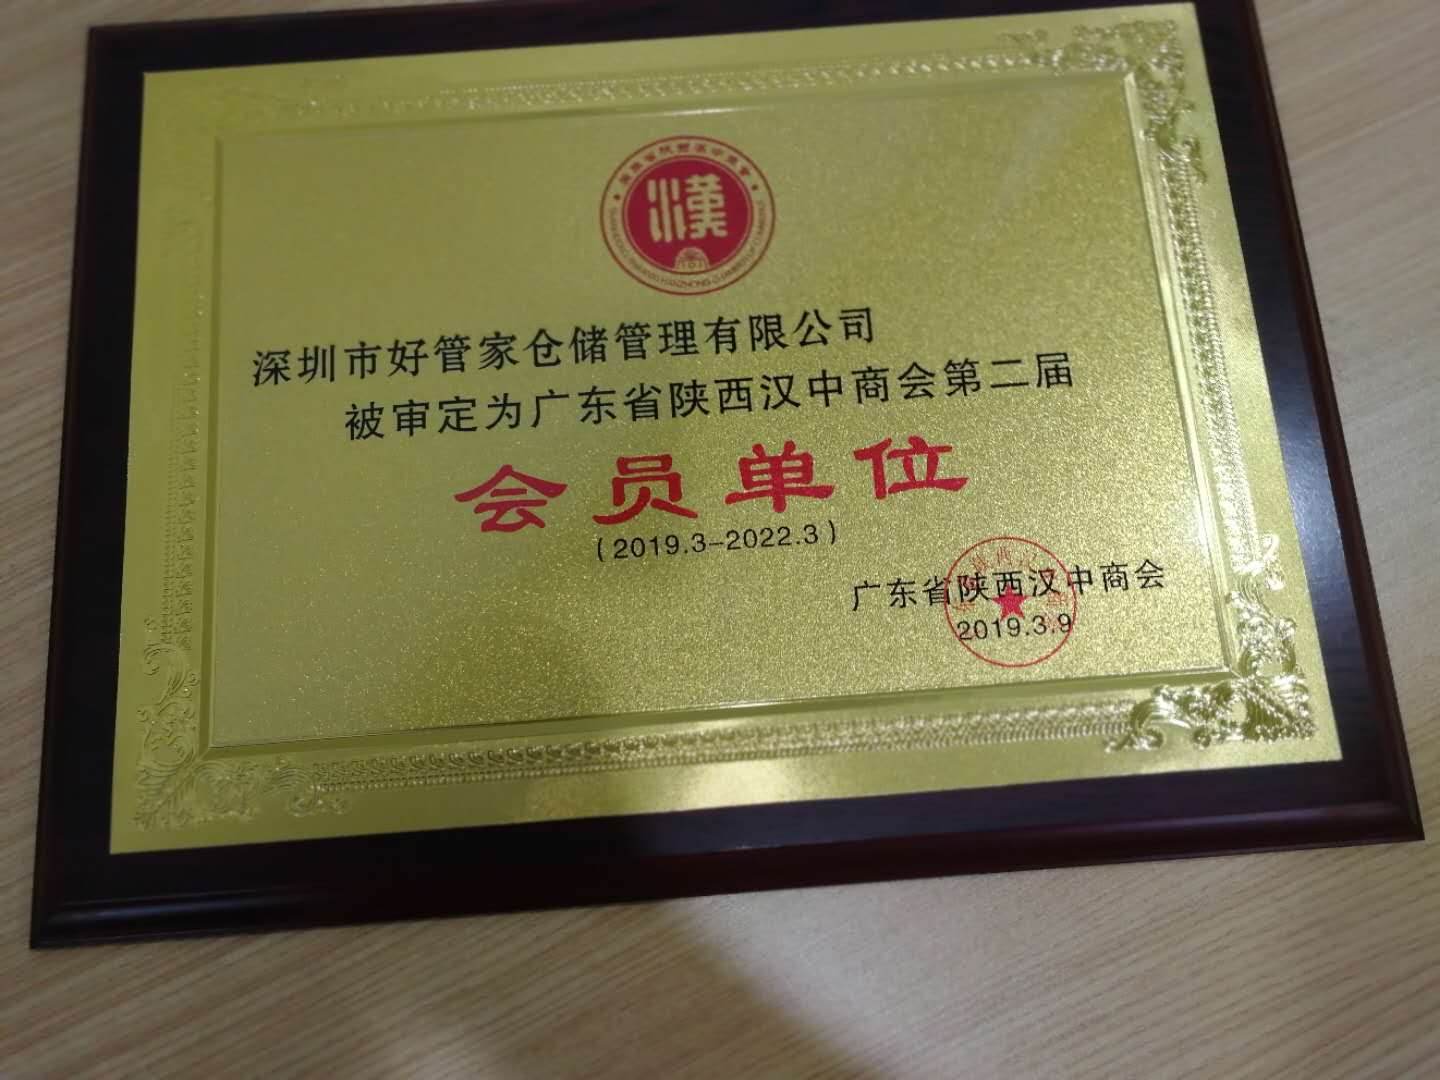 漢
深圳市好管家仓储管理有限公司
被审定为广东省陕西汉中商会第二届
会员单位
(2019.3-2022.3)
广东省陕西汉中商会
2019.3.9